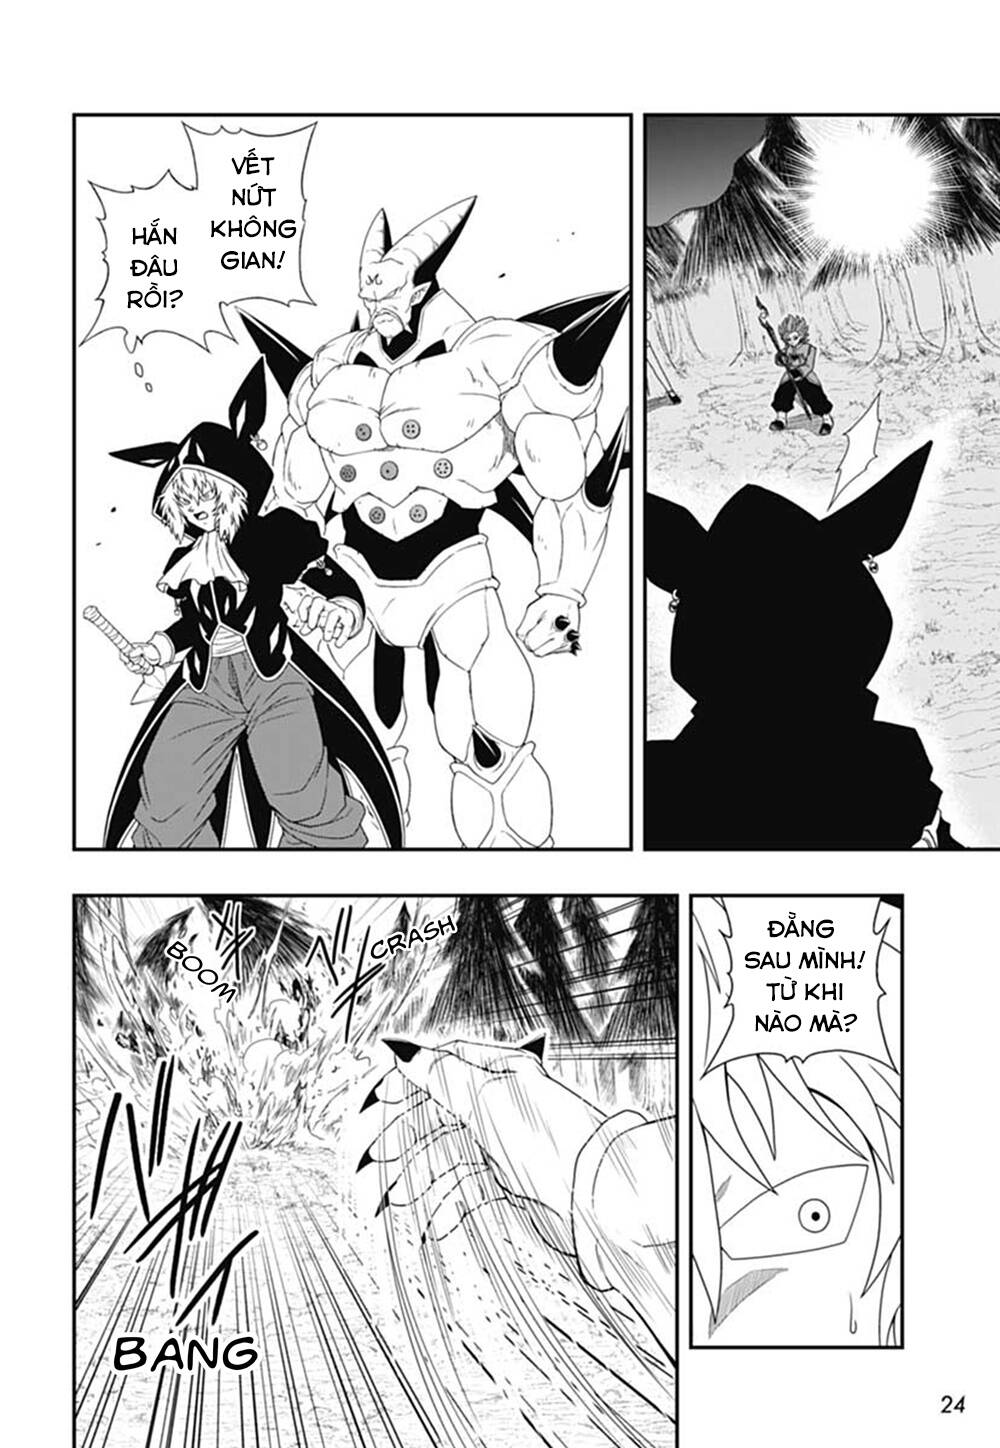 VẾT
NỨT
KHÔNG
GIAN!
HẮN
ĐÂU
RỒI?
ĐẰNG
SAU MÌNH!
TỪ KHI
NÀO MÀ?
CRASH
BOOM
BANG
24